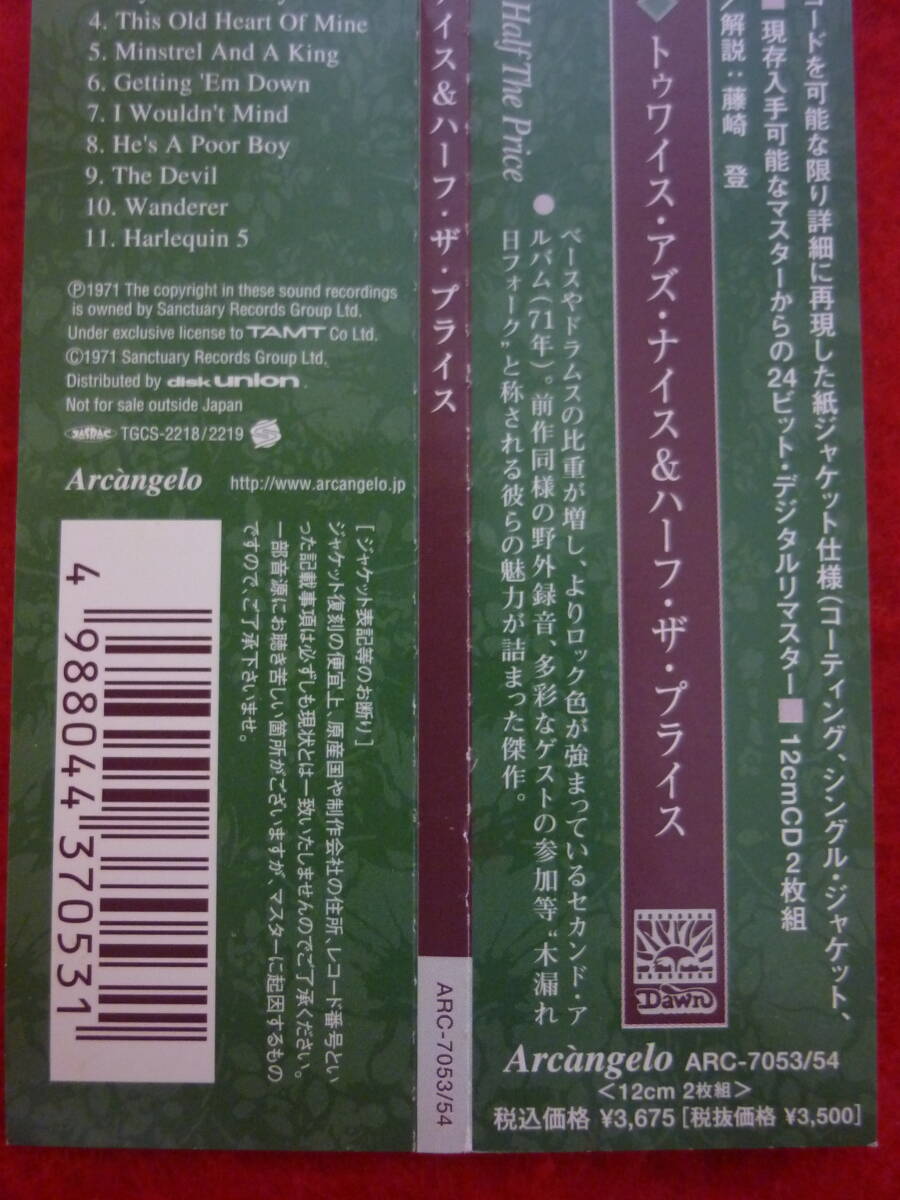 4. This Old Heart Of Mine
5. Minstrel And A King
6. Getting 'Em Down
7. I Wouldn't Mind
8. He's A Poor Boy
9. The Devil
10. Wanderer
11. Harlequin 5
Ⓟ1971 The copyright in these sound recordings
is owned by Sanctuary Records Group Ltd.
Under exclusive license to TAMT Co Ltd.
Ⓒ1971 Sanctuary Records Group Ltd.
Distributed by disk union.
Not for sale outside Japan
JASRAC TGCS-2218/2219
Arcàngelo http://www.arcangelo.jp
[ジャケット表記等のお断り]
ジャケット復刻の便宜上、原産国や制作会社の住所、レコード番号とい
った記載事項は必ずしも現状とは一致いたしませんのでご了承ください。
一部音源にお聴き苦しい箇所がございますが、マスターに起因するもの
ですので、ご了承下さいませ。
4 988044 370531
イス&ハーフ・ザ・プライス
ARC-7053/54
コードを可能な限り詳細に再現した紙ジャケット仕様(コーティング、シングル・ジャケット、
■現存入手可能なマスターからの24ビット・デジタルリマスター■12cmCD2枚組
/解説:藤崎 登
トゥワイス・アズ・ナイス&ハーフ・ザ・プライス
Dawn
Half The Price
●ベースやドラムスの比重が増し、よりロック色が強まっているセカンド・ア
ルバム(71年)。前作同様の野外録音、多彩なゲストの参加等“木漏れ
日フォーク”と称される彼らの魅力が詰まった傑作。
Arcàngelo ARC-7053/54
<12cm 2枚組>
税込価格 ¥3,675 [税抜価格 ¥3,500]